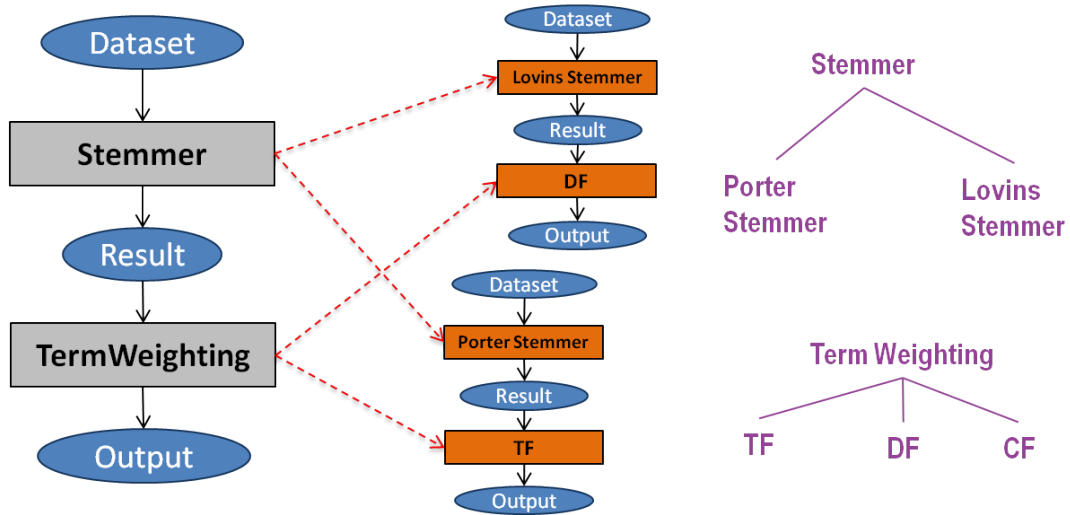 Dataset
Stemmer
Result
TermWeighting
Output
Dataset
Lovins Stemmer
Result
DF
Output
Dataset
Porter Stemmer
Result
TF
Output
Stemmer
Porter
Stemmer
Lovins
Stemmer
Term Weighting
TF
DF
CF